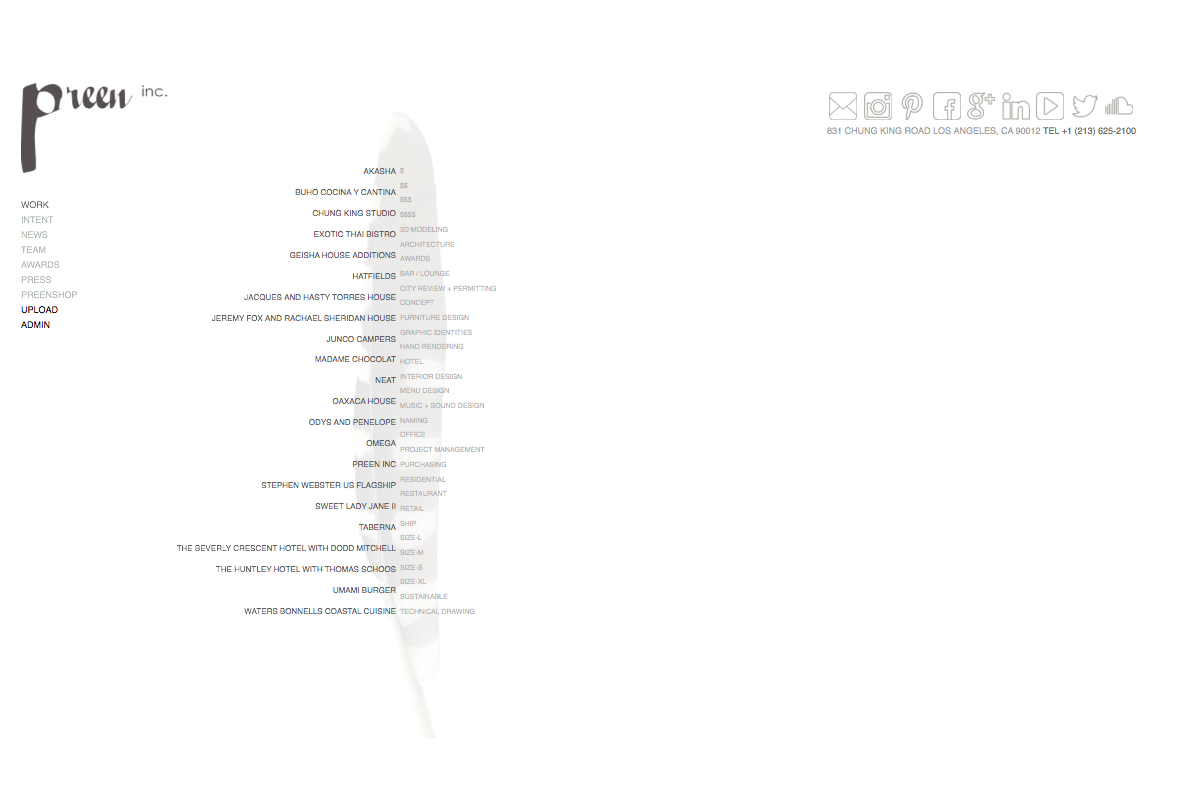 Preen inc.
831 CHUNG KING ROAD LOS ANGELES, CA 90012 TEL +1 (213) 625-2100
WORK
INTENT
NEWS
TEAM
AWARDS
PRESS
PREENSHOP
UPLOAD
ADMIN
AKASHA
BUHO COCINA Y CANTINA
CHUNG KING STUDIO
EXOTIC THAI BISTRO
GEISHA HOUSE ADDITIONS
HATFIELDS
JACQUES AND HASTY TORRES HOUSE
JEREMY FOX AND RACHAEL SHERIDAN HOUSE
JUNCO CAMPERS
MADAME CHOCOLAT
NEAT
OAXACA HOUSE
ODYS AND PENELOPE
OMEGA
PREEN INC
STEPHEN WEBSTER US FLAGSHIP
SWEET LADY JANE II
TABERNA
THE BEVERLY CRESCENT HOTEL WITH DODD MITCHELL
THE HUNTLEY HOTEL WITH THOMAS SCHOOS
UMAMI BURGER
WATERS BONNELLS COASTAL CUISINE
$
$$
$$$
$$$$
3D MODELING
ARCHITECTURE
AWARDS
BAR / LOUNGE
CITY REVIEW + PERMITTING
CONCEPT
FURNITURE DESIGN
GRAPHIC IDENTITIES
HAND RENDERING
HOTEL
INTERIOR DESIGN
MENU DESIGN
MUSIC + SOUND DESIGN
NAMING
OFFICE
PROJECT MANAGEMENT
PURCHASING
RESIDENTIAL
RESTAURANT
RETAIL
SHIP
SIZE-L
SIZE-M
SIZE-S
SIZE-XL
SUSTAINABLE
TECHNICAL DRAWING